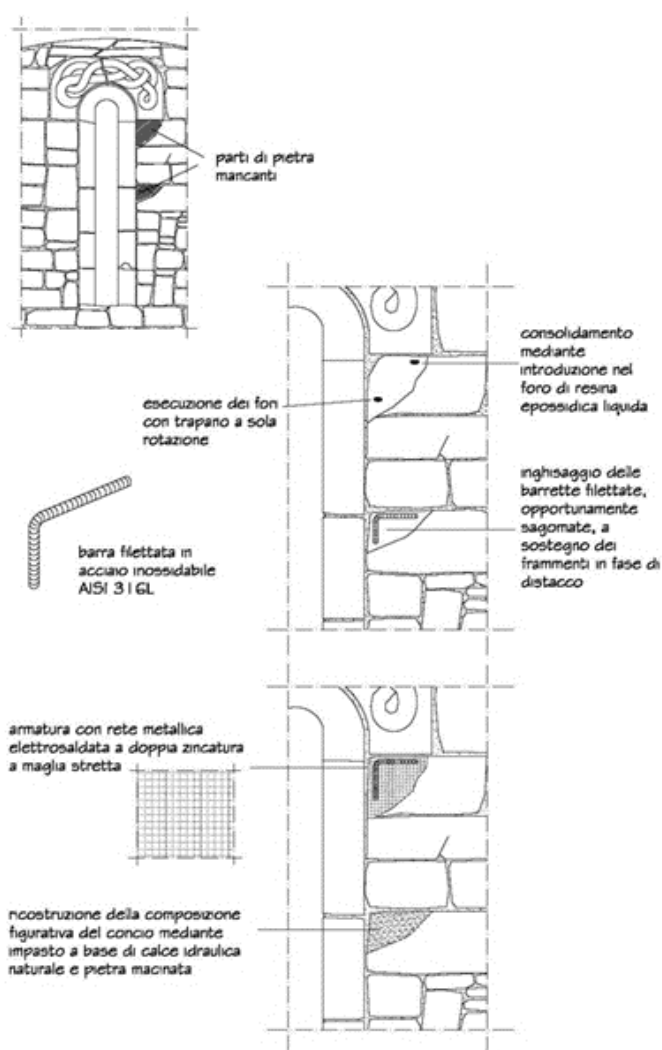 parti di pietra
mancanti
consolidamento
mediante
introduzione nel
foro di resina
epossidica liquida
esecuzione dei fori
con trapano a sola
rotazione
inghisaggio delle
barrette filettate,
opportunamente
sagomate, a
sostegno dei
frammenti in fase di
distacco
barra filettata in
acciaio inossidabile
AISI 316L
armatura con rete metallica
elettrosaldata a doppia zincatura
a maglia stretta
ricostruzione della composizione
figurativa del concio mediante
impasto a base di calce idraulica
naturale e pietra macinata